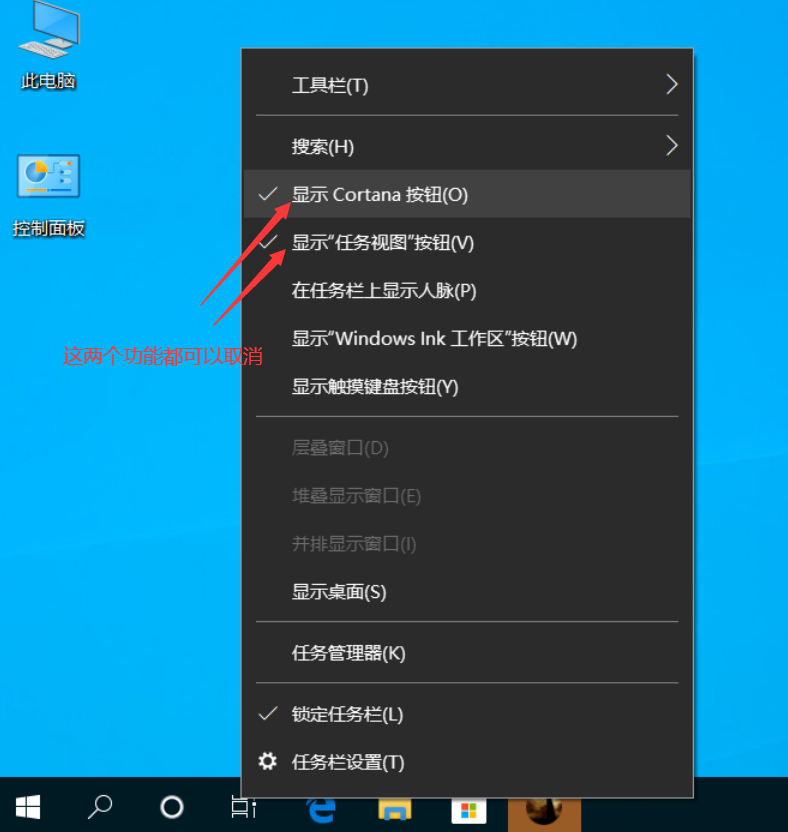 此电脑
控制面板
工具栏(T)
搜索(H)
显示 Cortana 按钮(O)
显示“任务视图”按钮(V)
在任务栏上显示人脉(P)
显示“Windows Ink 工作区”按钮(W)
这两个功能都可以取消
显示触摸键盘按钮(Y)
层叠窗口(D)
堆叠显示窗口(E)
并排显示窗口(I)
显示桌面(S)
任务管理器(K)
锁定任务栏(L)
任务栏设置(T)